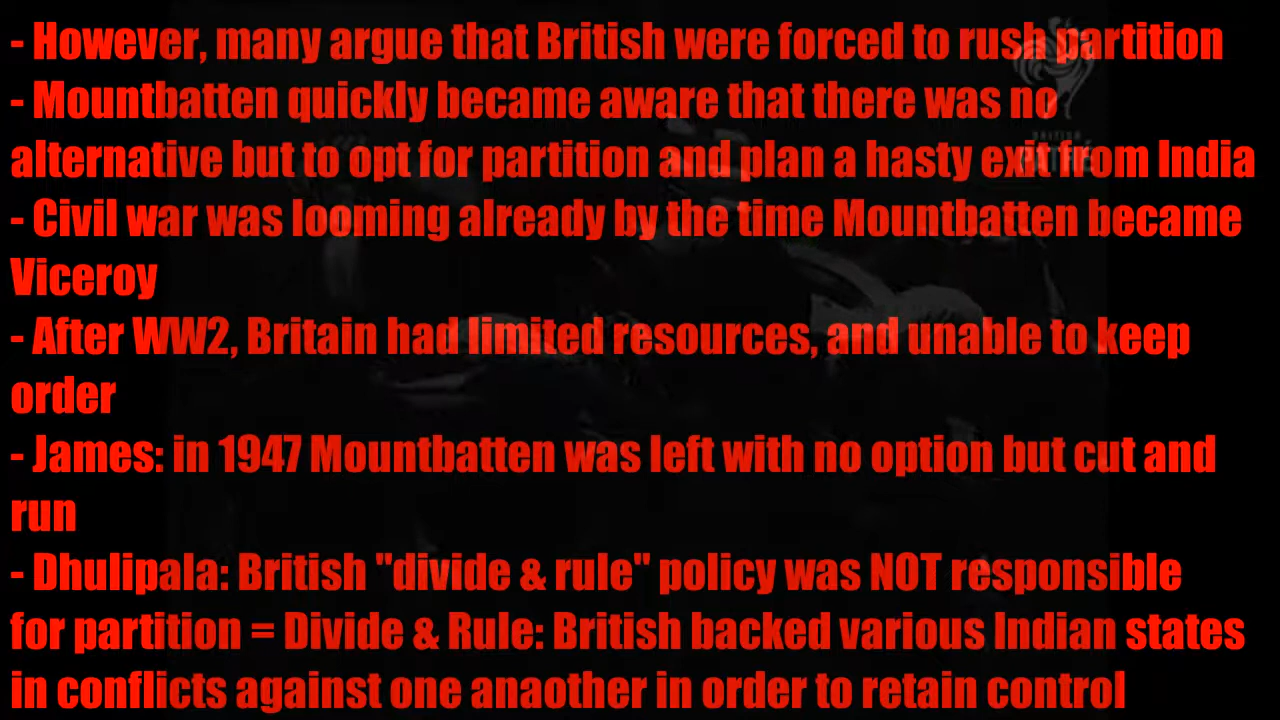 - However, many argue that British were forced to rush partition
- Mountbatten quickly became aware that there was no
alternative but to opt for partition and plan a hasty exit from India
- Civil war was looming already by the time Mountbatten became
Viceroy
- After WW2, Britain had limited resources, and unable to keep
order
- James: in 1947 Mountbatten was left with no option but cut and
run
- Dhulipala: British "divide & rule" policy was NOT responsible
for partition = Divide & Rule: British backed various Indian states
in conflicts against one anaother in order to retain control
BRITISH
PATHÉ